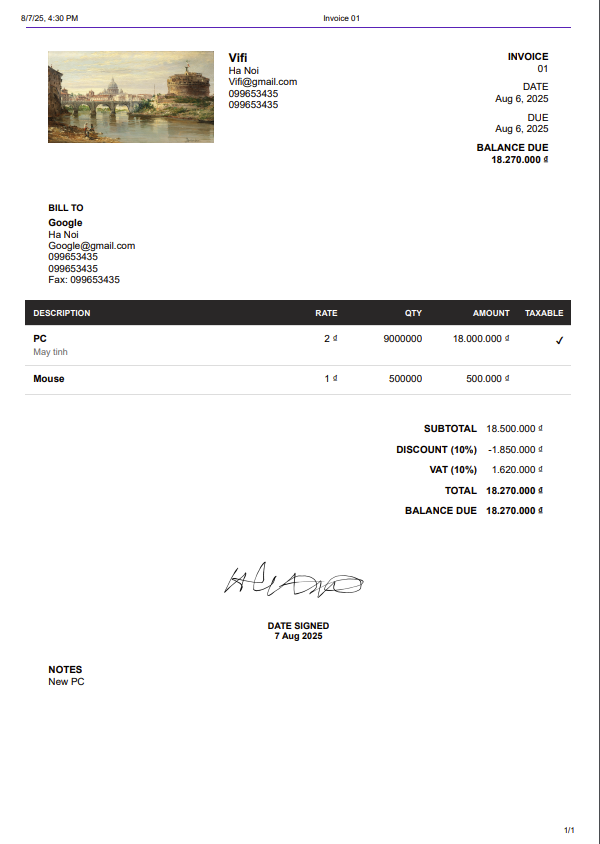 8/7/25, 4:30 PM Invoice 01
Vifi
Ha Noi
Vifi@gmail.com
099653435
099653435
INVOICE
01
DATE
Aug 6, 2025
DUE
Aug 6, 2025
BALANCE DUE
18.270.000 ₫
BILL TO
Google
Ha Noi
Google@gmail.com
099653435
099653435
Fax: 099653435
DESCRIPTION RATE QTY AMOUNT TAXABLE
PC 2 ₫ 9000000 18.000.000 ₫ ✓
May tinh
Mouse 1 ₫ 500000 500.000 ₫
SUBTOTAL 18.500.000 ₫
DISCOUNT (10%) -1.850.000 ₫
VAT (10%) 1.620.000 ₫
TOTAL 18.270.000 ₫
BALANCE DUE 18.270.000 ₫
DATE SIGNED
7 Aug 2025
NOTES
New PC
1/1